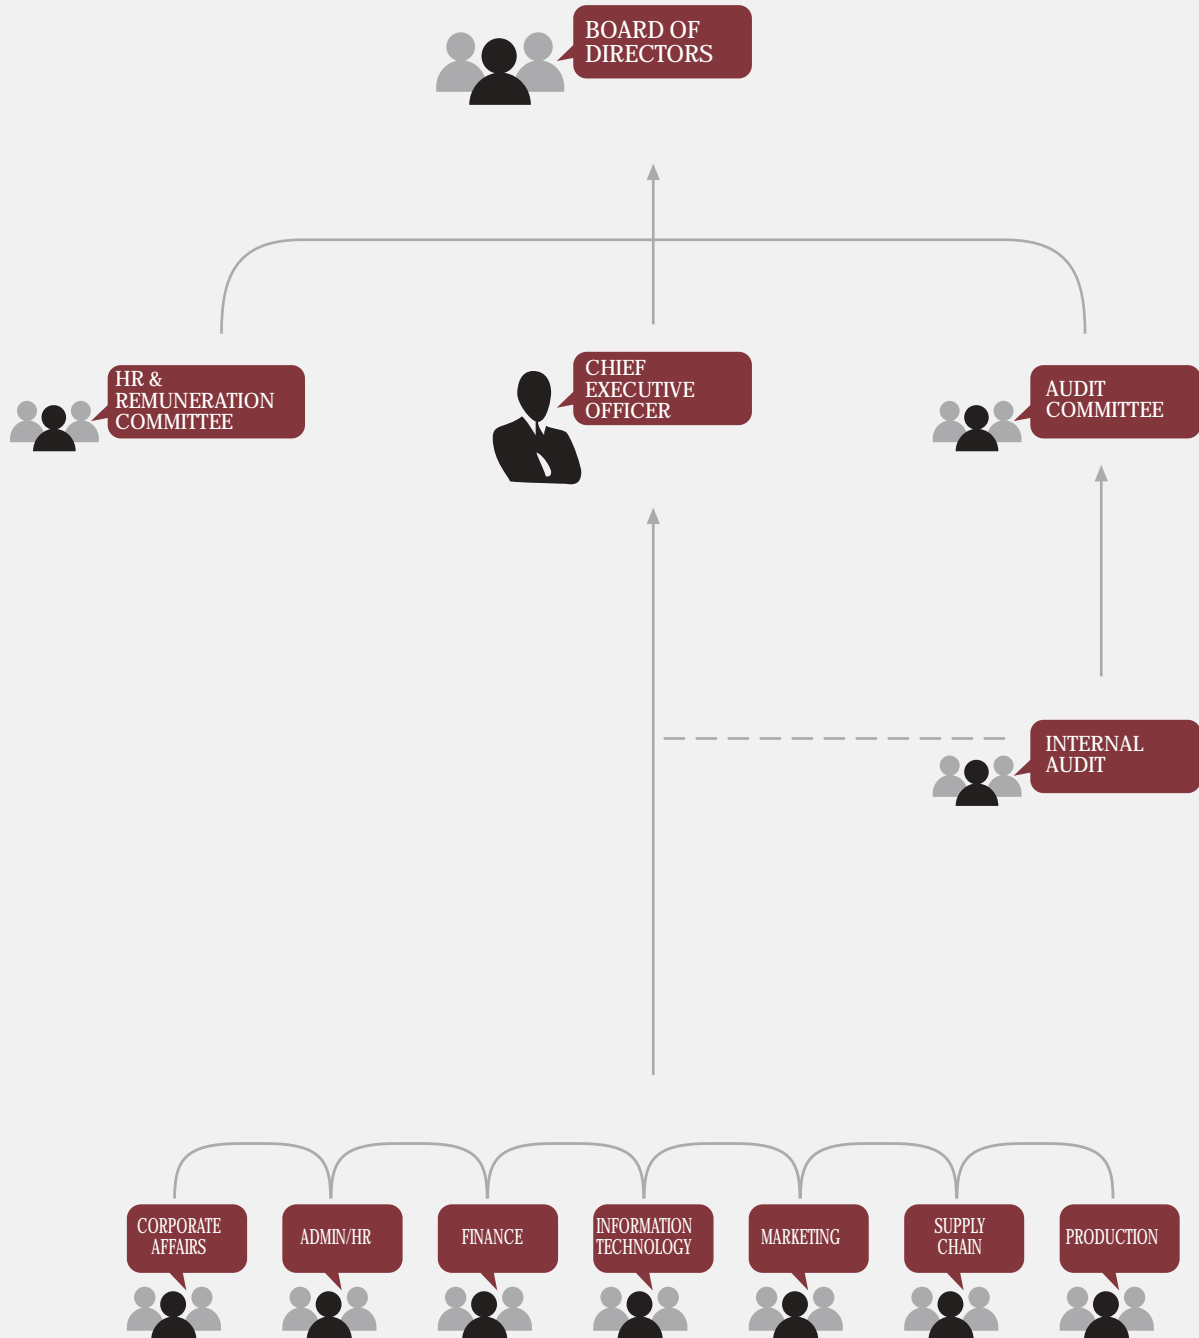 BOARD OF
DIRECTORS
HR &
REMUNERATION
COMMITTEE
CHIEF
EXECUTIVE
OFFICER
AUDIT
COMMITTEE
INTERNAL
AUDIT
CORPORATE
AFFAIRS
ADMIN/HR
FINANCE
INFORMATION
TECHNOLOGY
MARKETING
SUPPLY
CHAIN
PRODUCTION